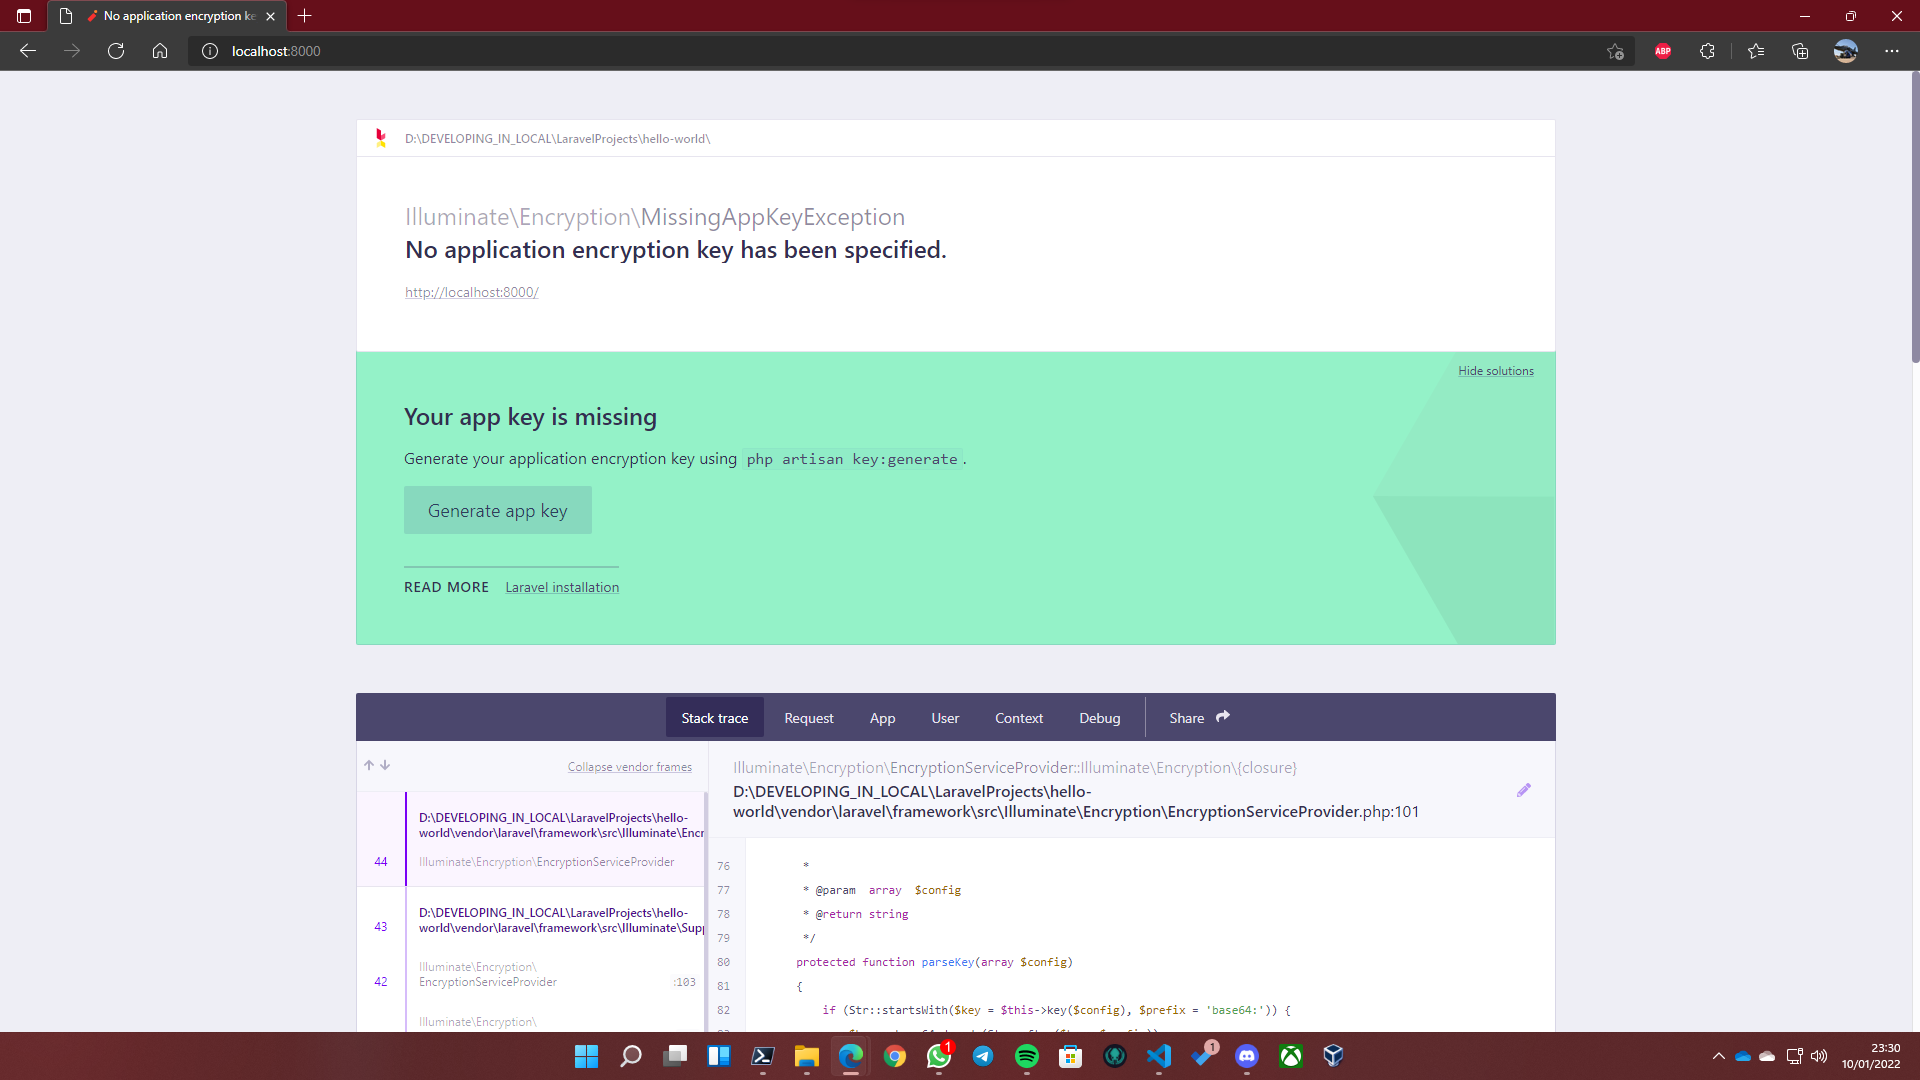 No application encryption ke
localhost:8000
ABP
D:\DEVELOPING_IN_LOCAL\LaravelProjects\hello-world\
Illuminate\Encryption\MissingAppKeyException
No application encryption key has been specified.
http://localhost:8000/
Hide solutions
Your app key is missing
Generate your application encryption key using php artisan key:generate.
Generate app key
READ MORE Laravel installation
Stack trace Request App User Context Debug Share
Collapse vendor frames
D:\DEVELOPING_IN_LOCAL\LaravelProjects\hello-
world\vendor\laravel\framework\src\Illuminate\Encr
44 Illuminate\Encryption\EncryptionServiceProvider
D:\DEVELOPING_IN_LOCAL\LaravelProjects\hello-
43 world\vendor\laravel\framework\src\Illuminate\Supp
Illuminate\Encryption\
42 EncryptionServiceProvider :103
Illuminate\Encryption\
Illuminate\Encryption\EncryptionServiceProvider::Illuminate\Encryption\{closure}
D:\DEVELOPING_IN_LOCAL\LaravelProjects\hello-
world\vendor\laravel\framework\src\Illuminate\Encryption\EncryptionServiceProvider.php:101
76 *
77 * @param array $config
78 * @return string
79 */
80 protected function parseKey(array $config)
81 {
82 if (Str::startsWith($key = $this->key($config), $prefix = 'base64:')) {
1
1
23:30
10/01/2022